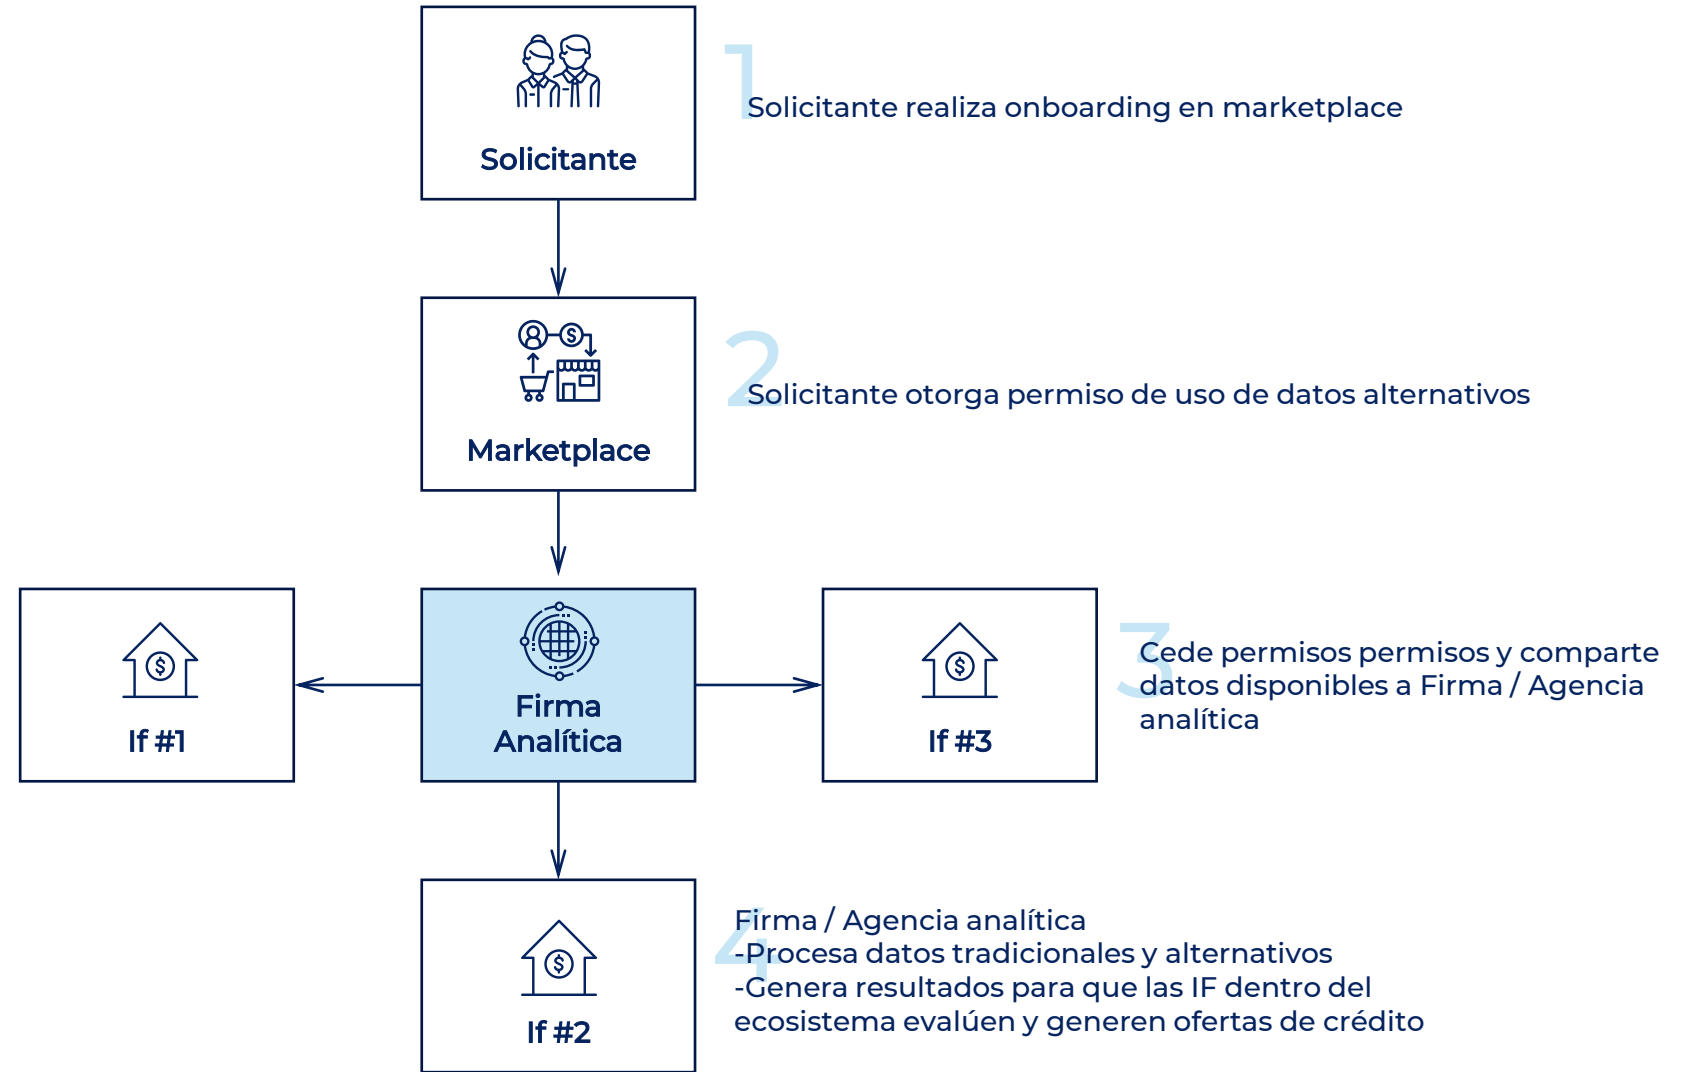 1
Solicitante realiza onboarding en marketplace
Solicitante
2
Solicitante otorga permiso de uso de datos alternativos
Marketplace
If #1
Firma
Analítica
If #3
3
Cede permisos permisos y comparte
datos disponibles a Firma / Agencia
analítica
4
Firma / Agencia analítica
-Procesa datos tradicionales y alternativos
-Genera resultados para que las IF dentro del
ecosistema evalúen y generen ofertas de crédito
If #2